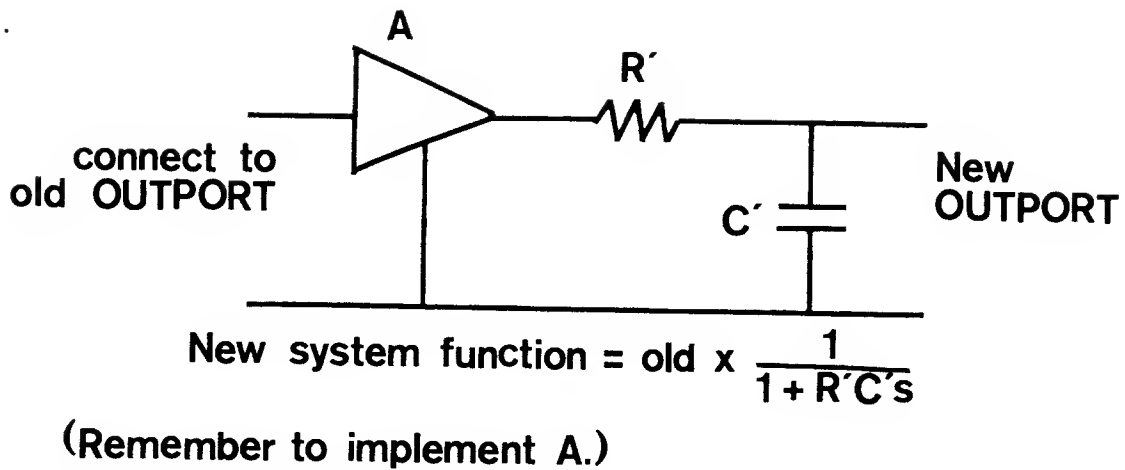 A
R´
connect to
old OUTPORT
C´
New
OUTPORT
New system function = old x 1 / 1 + R´C´s
(Remember to implement A.)